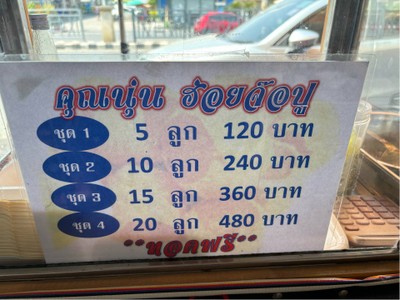 คุณนุ่น ฮ้อยจ๊อปู
ชุด 1 5 ลูก 120 บาท
ชุด 2 10 ลูก 240 บาท
ชุด 3 15 ลูก 360 บาท
ชุด 4 20 ลูก 480 บาท
"ทอดฟรี"